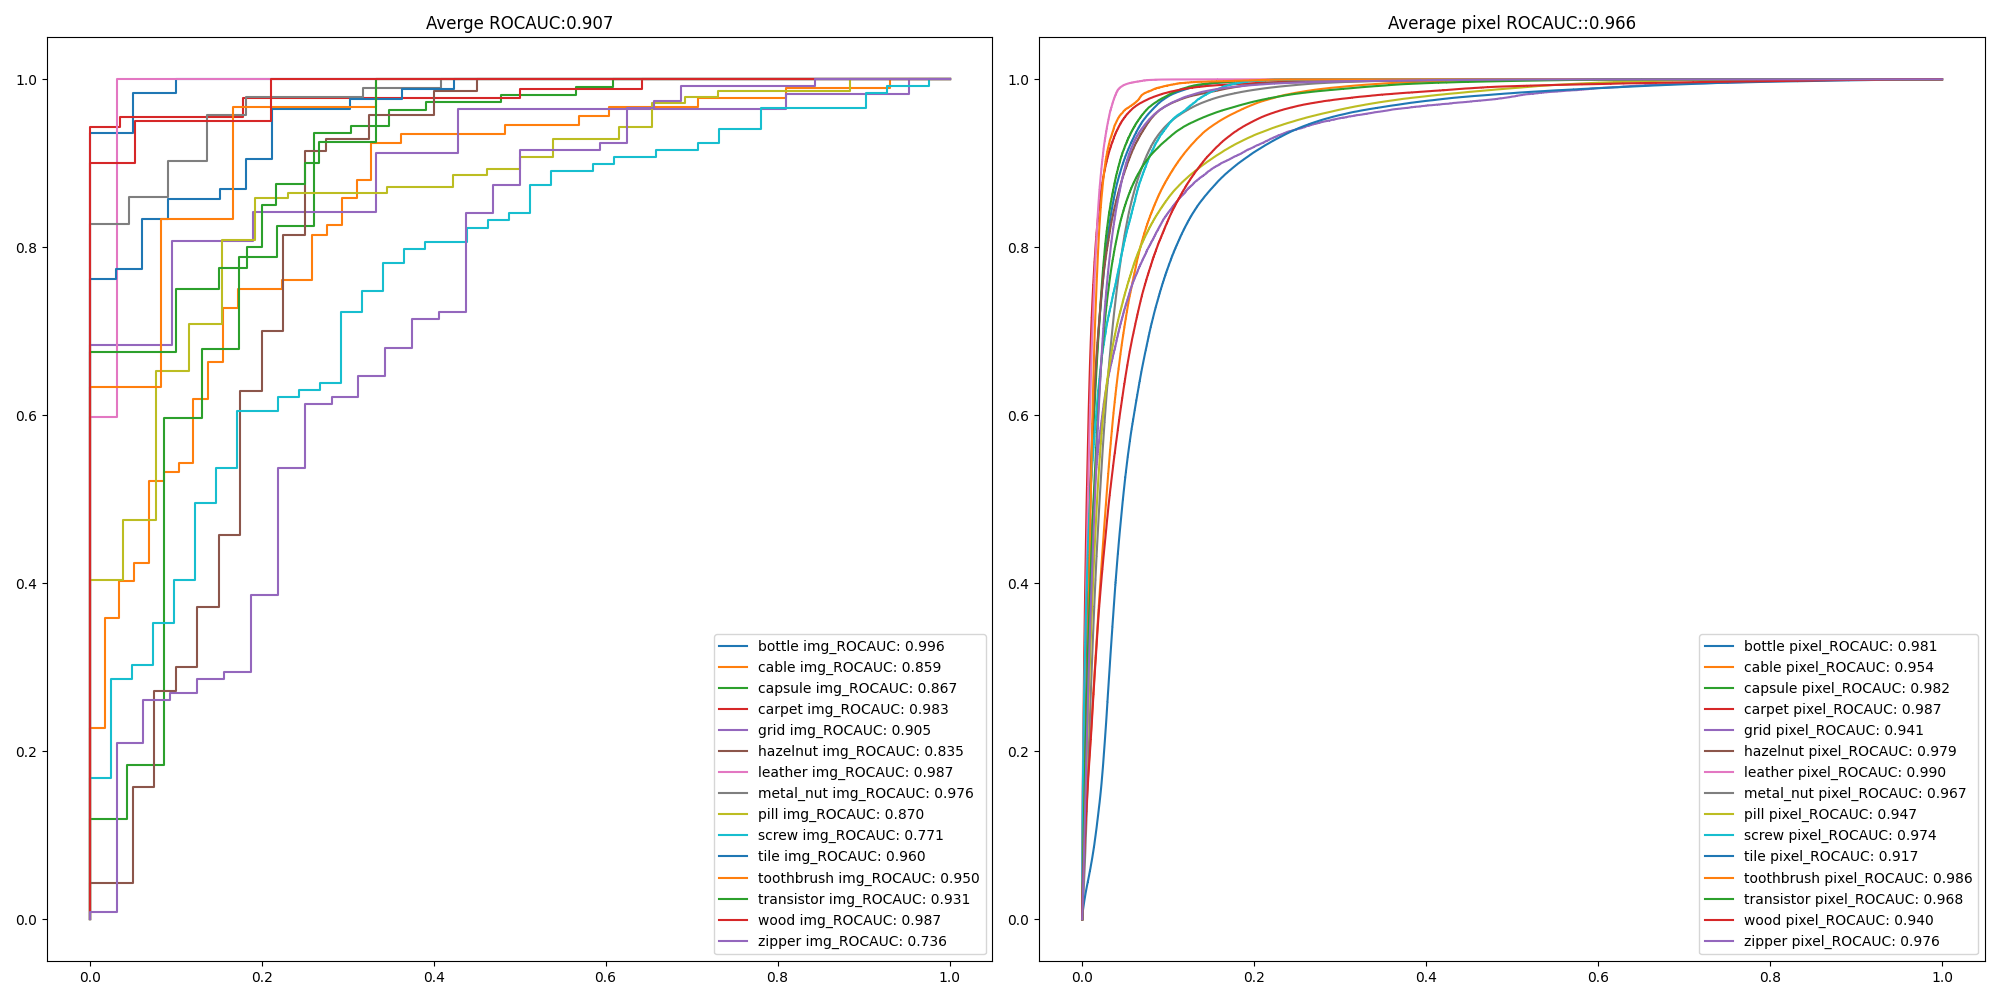 Averge ROCAUC:0.907
1.0
0.8
0.6
0.4
0.2
0.0
0.0
0.2
0.4
0.6
0.8
1.0
bottle img_ROCAUC: 0.996
cable img_ROCAUC: 0.859
capsule img_ROCAUC: 0.867
carpet img_ROCAUC: 0.983
grid img_ROCAUC: 0.905
hazelnut img_ROCAUC: 0.835
leather img_ROCAUC: 0.987
metal_nut img_ROCAUC: 0.976
pill img_ROCAUC: 0.870
screw img_ROCAUC: 0.771
tile img_ROCAUC: 0.960
toothbrush img_ROCAUC: 0.950
transistor img_ROCAUC: 0.931
wood img_ROCAUC: 0.987
zipper img_ROCAUC: 0.736
Average pixel ROCAUC::0.966
1.0
0.8
0.6
0.4
0.2
0.0
0.0
0.2
0.4
0.6
0.8
1.0
bottle pixel_ROCAUC: 0.981
cable pixel_ROCAUC: 0.954
capsule pixel_ROCAUC: 0.982
carpet pixel_ROCAUC: 0.987
grid pixel_ROCAUC: 0.941
hazelnut pixel_ROCAUC: 0.979
leather pixel_ROCAUC: 0.990
metal_nut pixel_ROCAUC: 0.967
pill pixel_ROCAUC: 0.947
screw pixel_ROCAUC: 0.974
tile pixel_ROCAUC: 0.917
toothbrush pixel_ROCAUC: 0.986
transistor pixel_ROCAUC: 0.968
wood pixel_ROCAUC: 0.940
zipper pixel_ROCAUC: 0.976